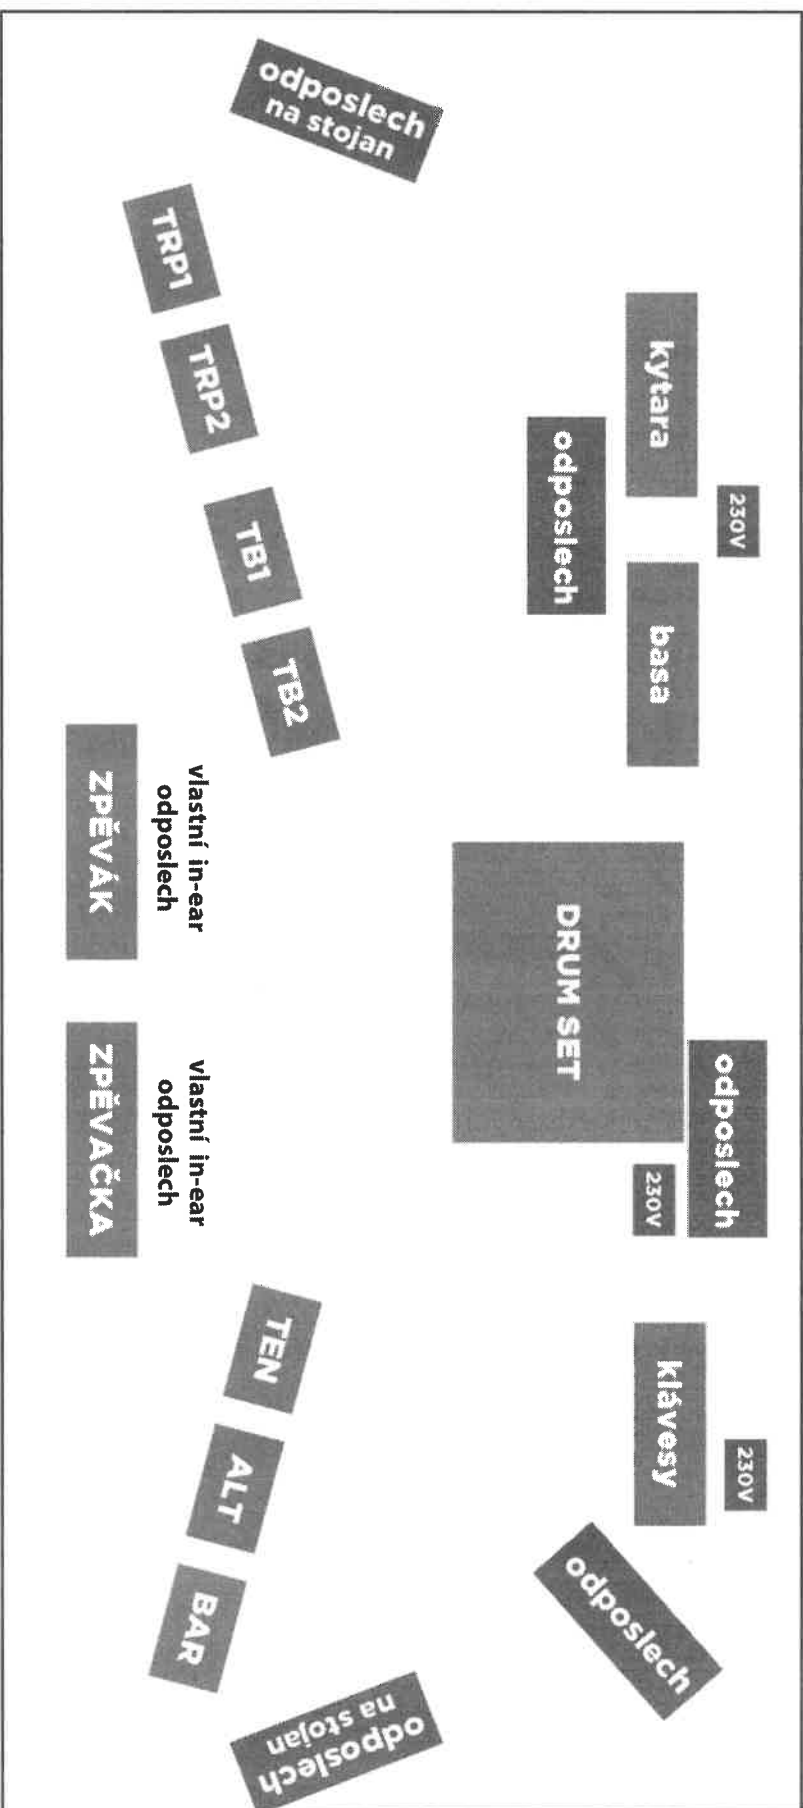 230V
odposlech
230V
kytara
basa
230V
klávesy
odposlech
DRUM SET
odposlech
odposlech
na stojan
TRP1
TRP2
TB1
TB2
TEN
ALT
BAR
odposlech
na stojan
vlastní in-ear
odposlech
vlastní in-ear
odposlech
ZPĚVÁK
ZPĚVAČKA